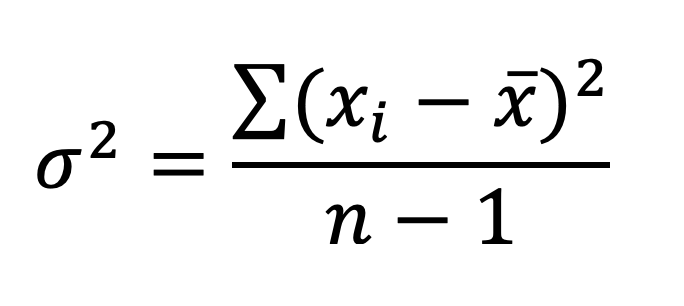 σ² = ∑(xᵢ − x̄)² / n − 1